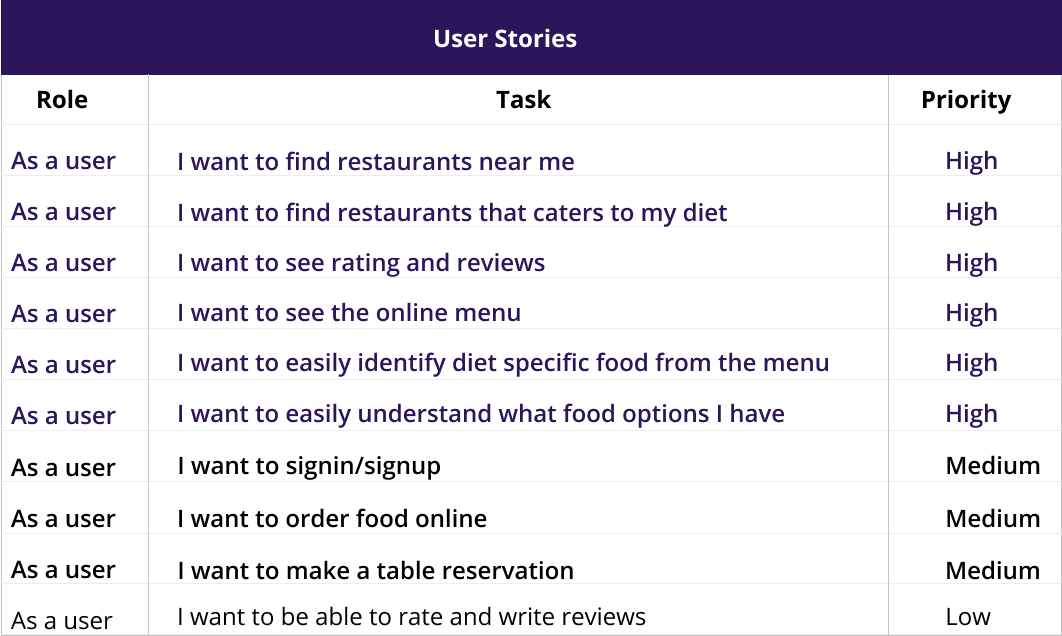 User Stories
Role Task Priority
As a user I want to find restaurants near me High
As a user I want to find restaurants that caters to my diet High
As a user I want to see rating and reviews High
As a user I want to see the online menu High
As a user I want to easily identify diet specific food from the menu High
As a user I want to easily understand what food options I have High
As a user I want to signin/signup Medium
As a user I want to order food online Medium
As a user I want to make a table reservation Medium
As a user I want to be able to rate and write reviews Low